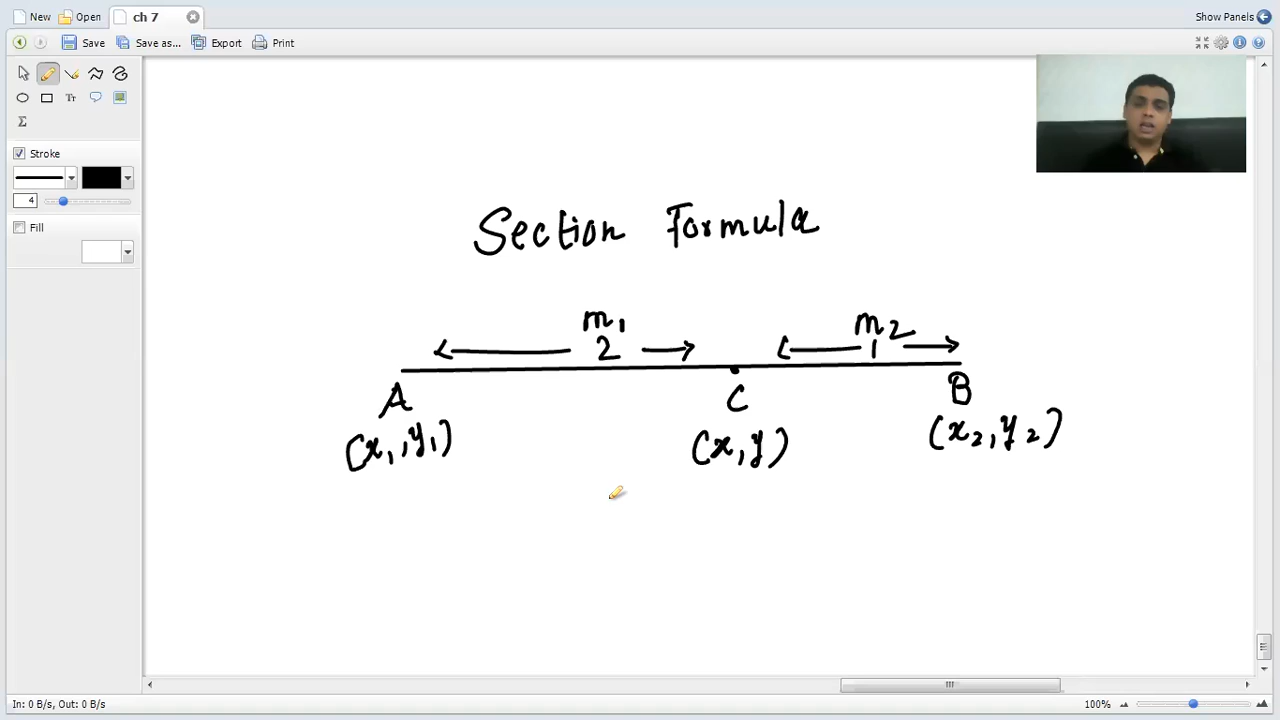 New Open ch 7 Show Panels
Save Save as... Export Print
Tт
Σ
Stroke
4
Fill
Section Formula
m1 m2
2 1
A C B
(x1,y1) (x,y) (x2,y2)
In: 0 B/s, Out: 0 B/s 100%